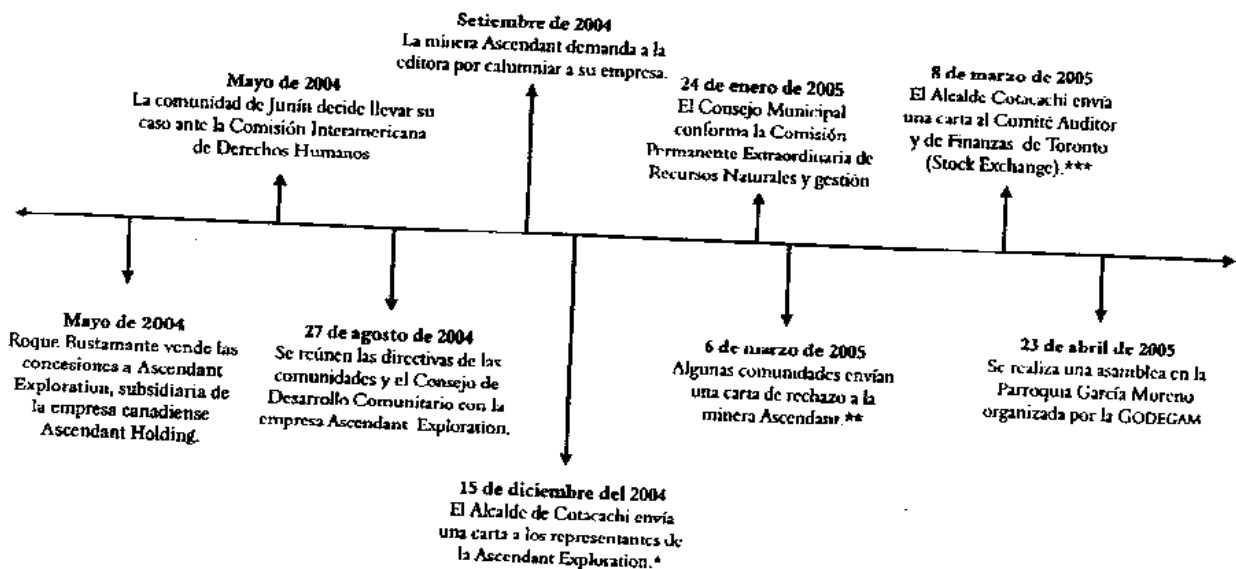 Mayo de 2004
Roque Bustamante vende las
concesiones a Ascendant
Exploration, subsidiaria de
la empresa canadiense
Ascendant Holding.
Mayo de 2004
La comunidad de Junín decide llevar su
caso ante la Comisión Interamericana
de Derechos Humanos
27 de agosto de 2004
Se reúnen las directivas de las
comunidades y el Consejo de
Desarrollo Comunitario con la
empresa Ascendant Exploration.
Setiembre de 2004
La minera Ascendant demanda a la
editora por calumniar a su empresa.
15 de diciembre del 2004
El Alcalde de Cotacachi envía
una carta a los representantes de
la Ascendant Exploration.*
24 de enero de 2005
El Consejo Municipal
conforma la Comisión
Permanente Extraordinaria de
Recursos Naturales y gestión
6 de marzo de 2005
Algunas comunidades envían
una carta de rechazo a la
minera Ascendant.**
8 de marzo de 2005
El Alcalde Cotacachi envía
una carta al Comité Auditor
y de Finanzas de Toronto
(Stock Exchange).***
23 de abril de 2005
Se realiza una asamblea en la
Parroquia García Moreno
organizada por la GODEGAM